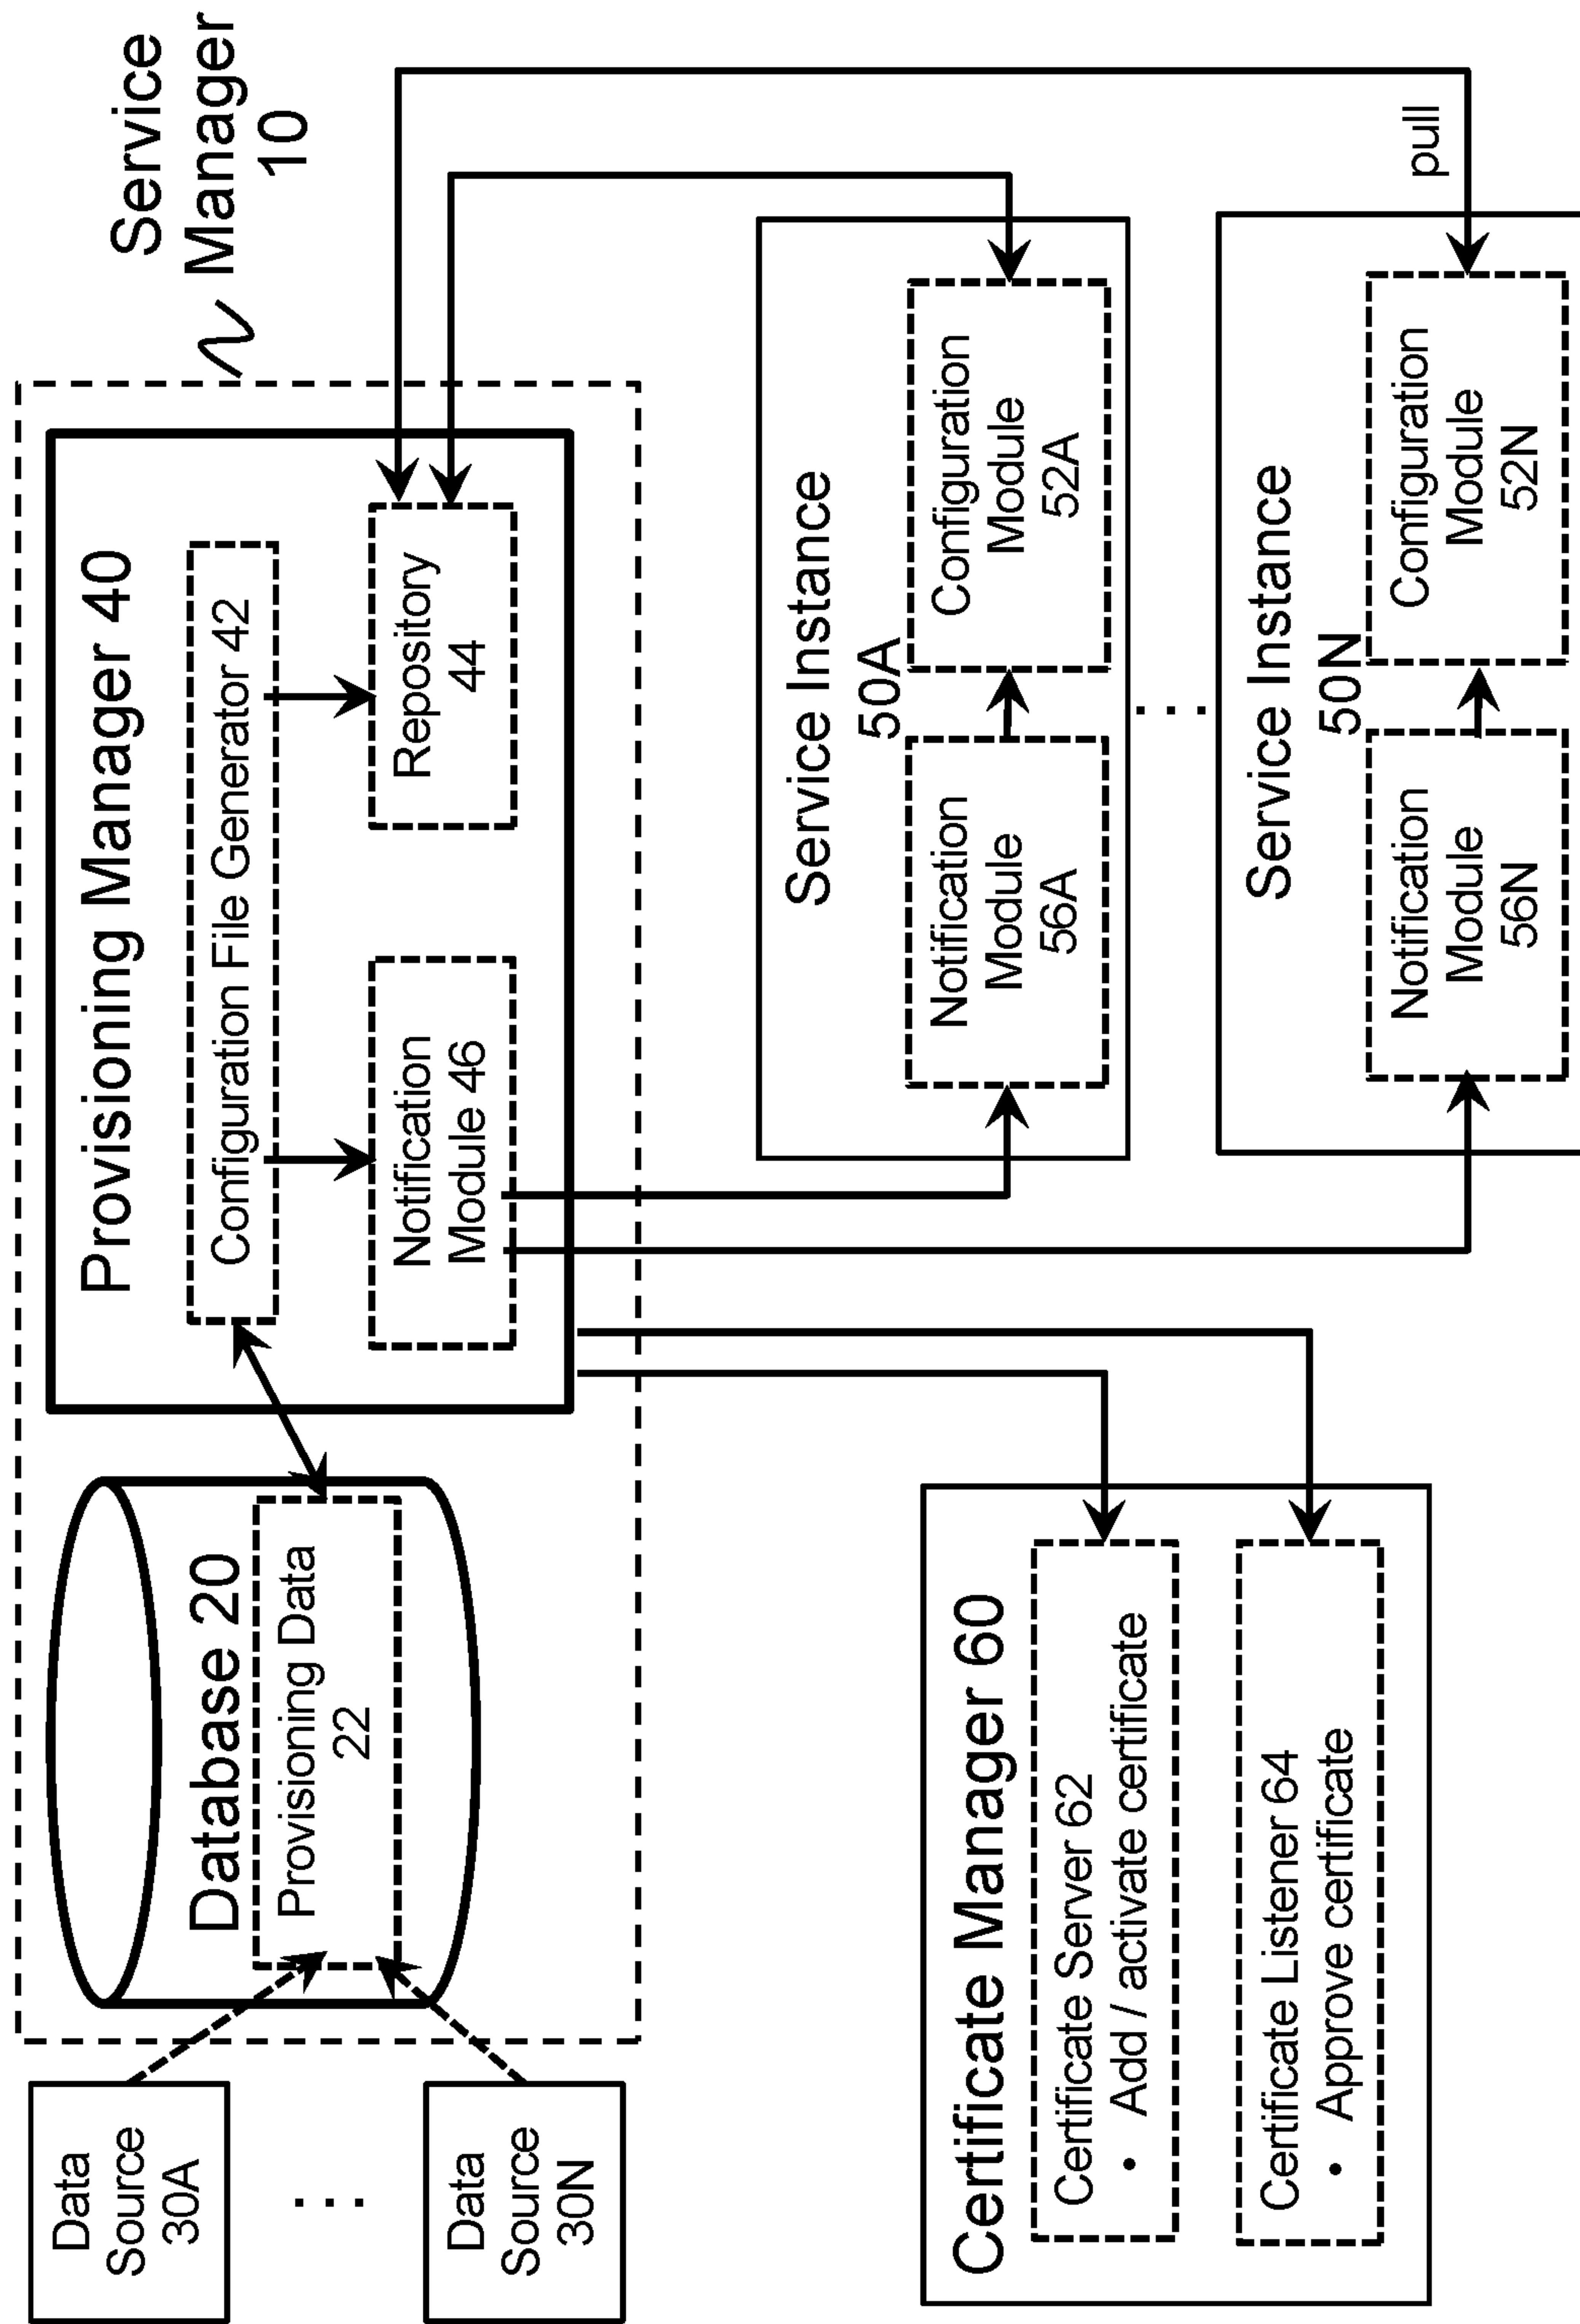 Service
Manager
10
Data
Source
30A
. . .
Data
Source
30N
Database 20
Provisioning Data
22
Provisioning Manager 40
Configuration File Generator 42
Notification
Module 46
Repository
44
Certificate Manager 60
Certificate Server 62
• Add / activate certificate
Certificate Listener 64
• Approve certificate
Service Instance
50A
Notification
Module
56A
Configuration
Module
52A
. . .
Service Instance
50N
Notification
Module
56N
Configuration
Module
52N
pull